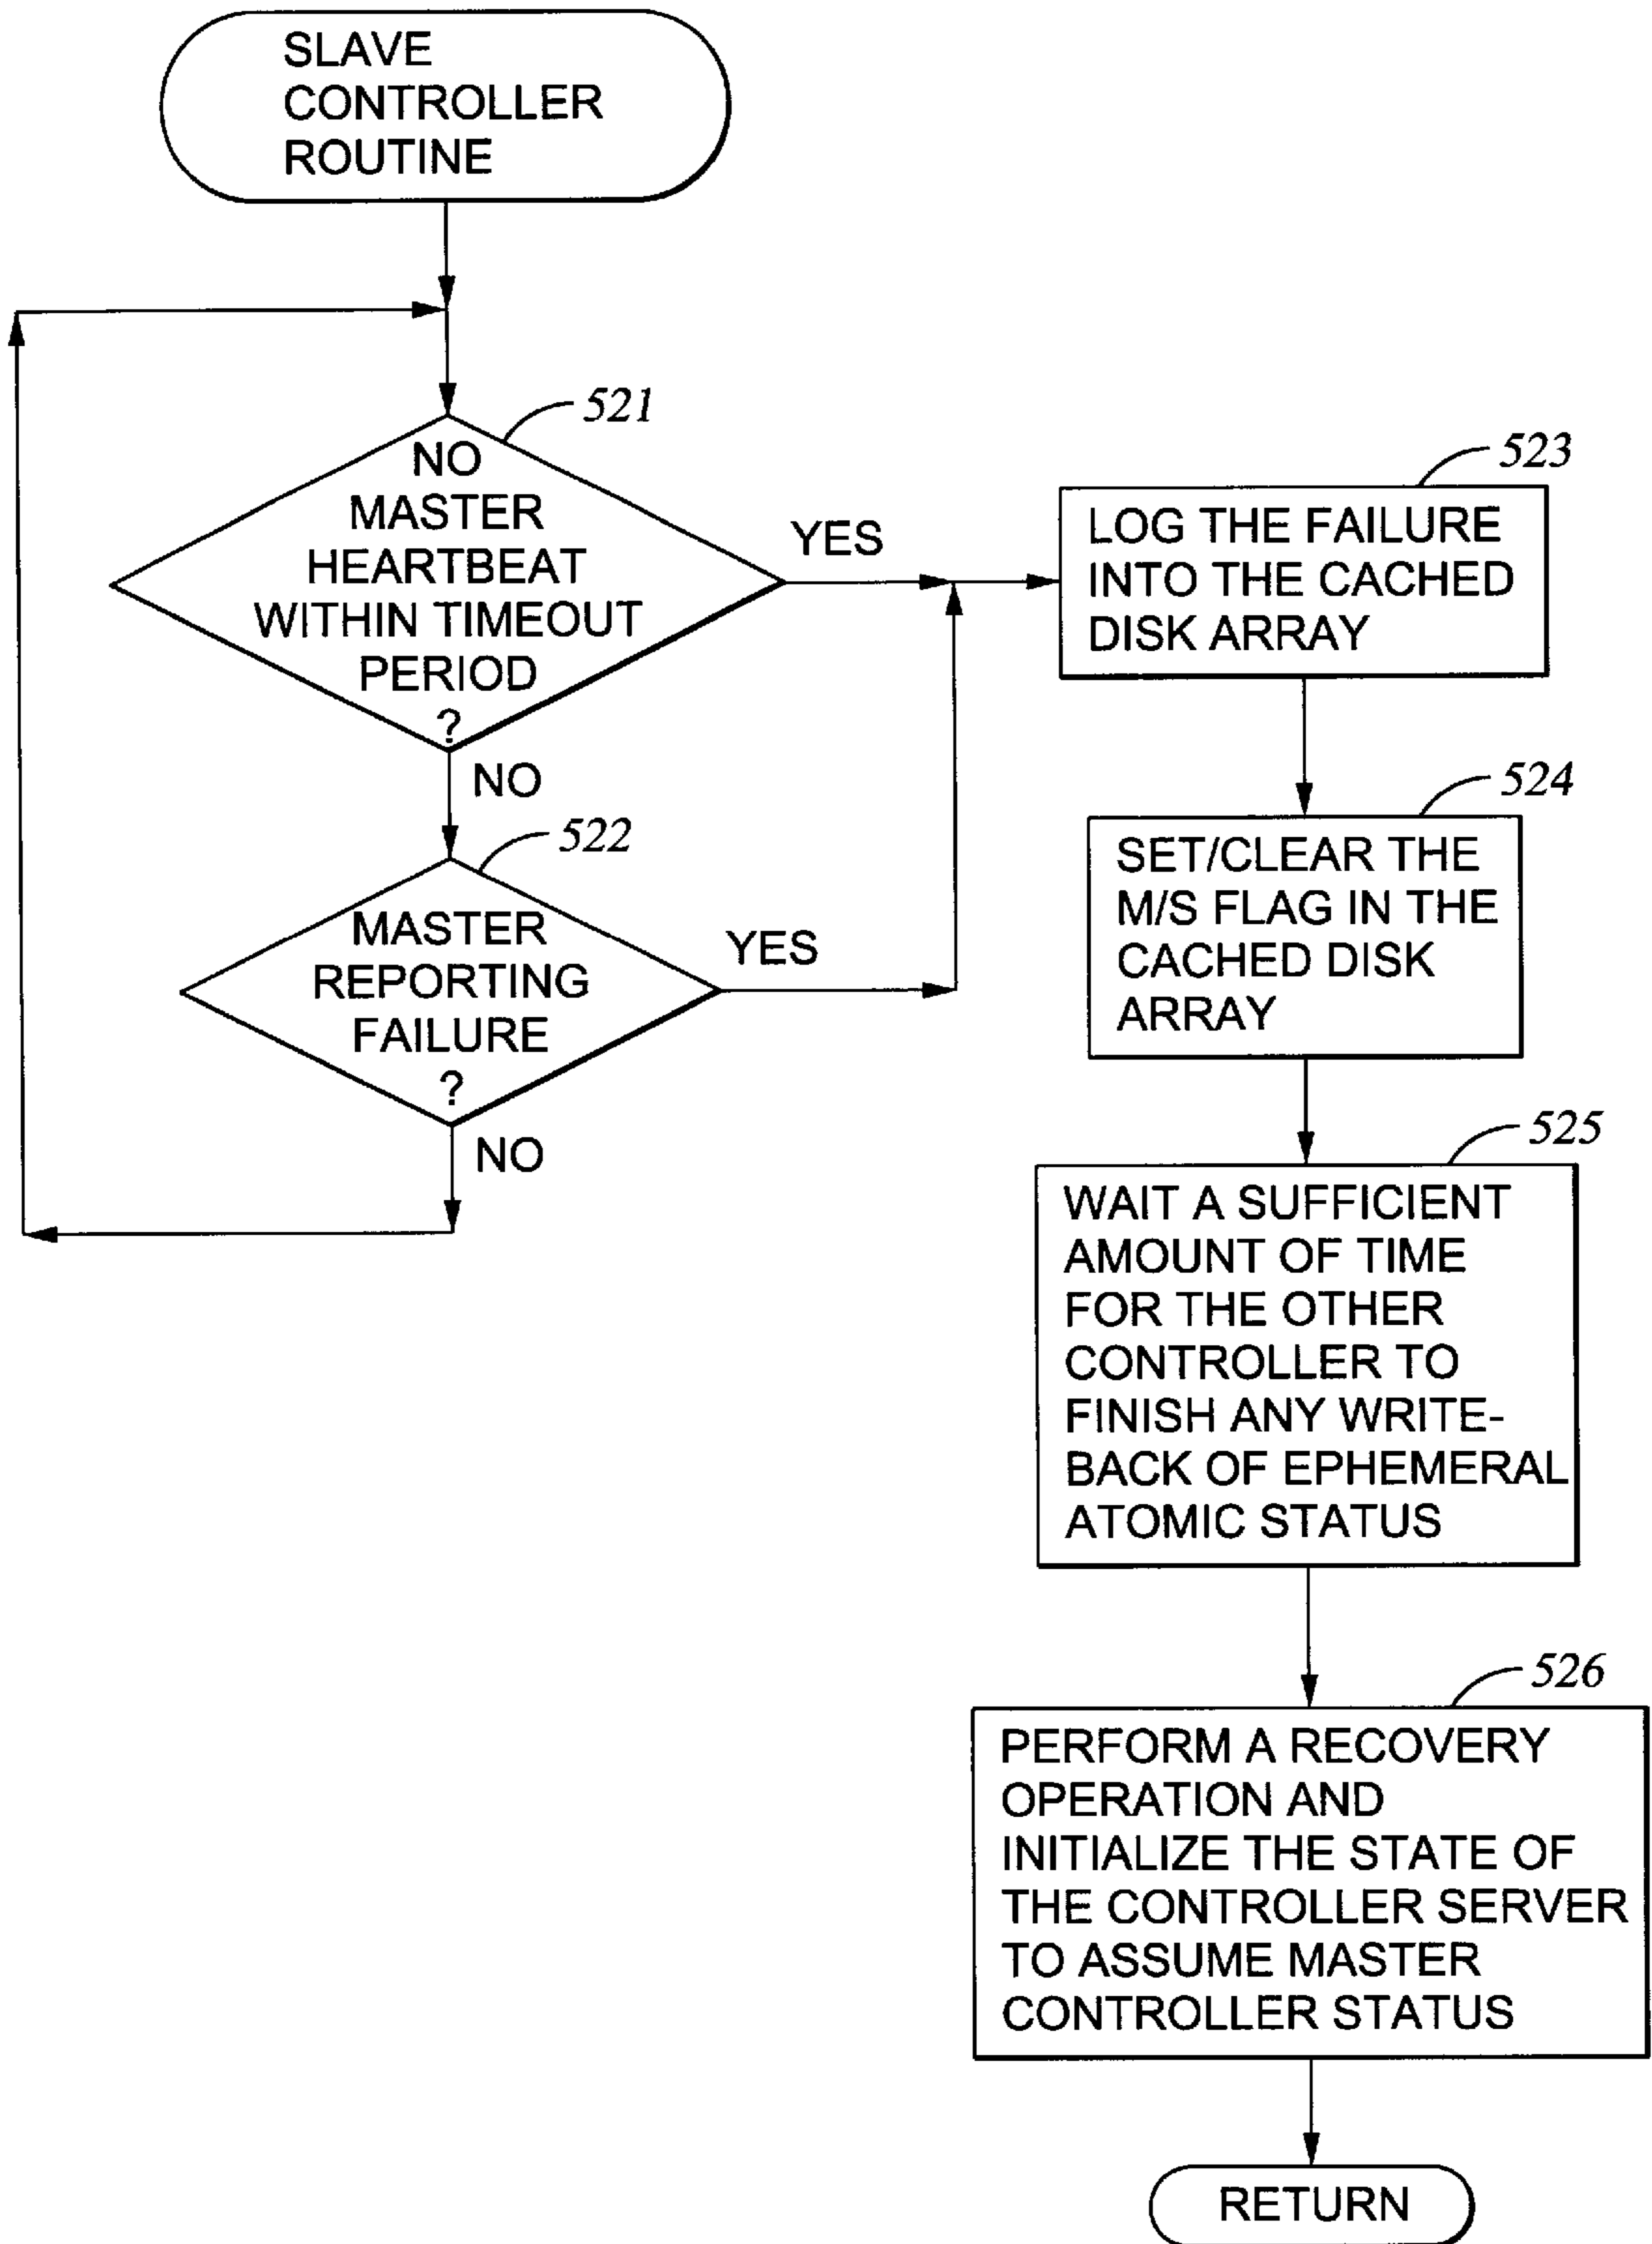 SLAVE
CONTROLLER
ROUTINE
521
NO
MASTER
HEARTBEAT
WITHIN TIMEOUT
PERIOD
?
YES
NO
522
MASTER
REPORTING
FAILURE
?
YES
NO
523
LOG THE FAILURE
INTO THE CACHED
DISK ARRAY
524
SET/CLEAR THE
M/S FLAG IN THE
CACHED DISK
ARRAY
525
WAIT A SUFFICIENT
AMOUNT OF TIME
FOR THE OTHER
CONTROLLER TO
FINISH ANY WRITE-
BACK OF EPHEMERAL
ATOMIC STATUS
526
PERFORM A RECOVERY
OPERATION AND
INITIALIZE THE STATE OF
THE CONTROLLER SERVER
TO ASSUME MASTER
CONTROLLER STATUS
RETURN